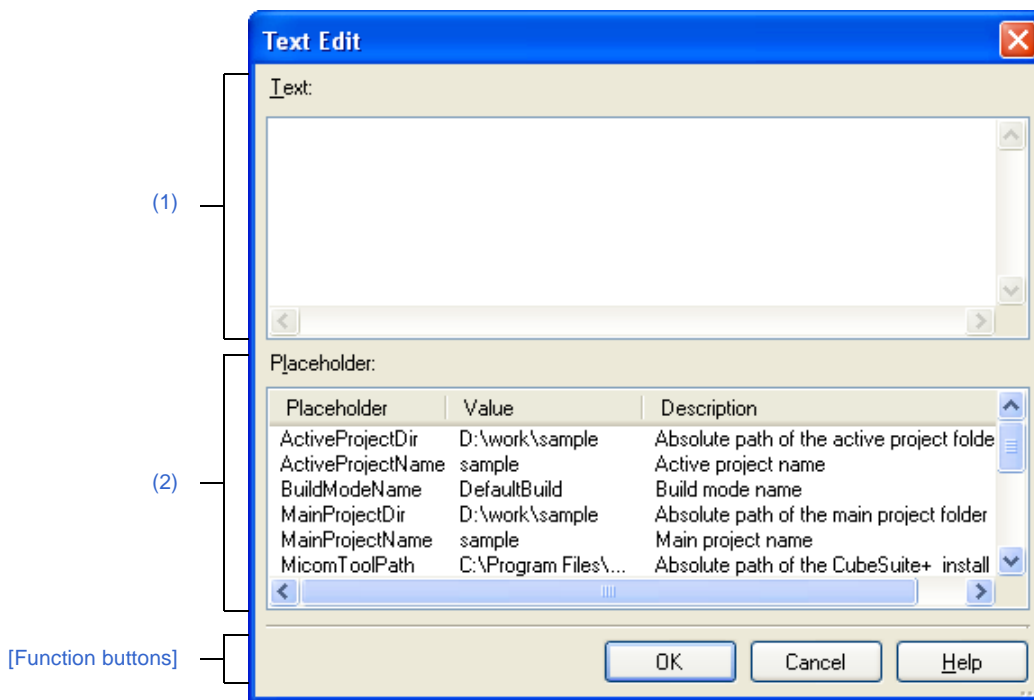 Text Edit
Text:
(1)
Placeholder:
Placeholder Value Description
ActiveProjectDir D:\work\sample Absolute path of the active project folde
ActiveProjectName sample Active project name
(2)
BuildModeName DefaultBuild Build mode name
MainProjectDir D:\work\sample Absolute path of the main project folder
MainProjectName sample Main project name
MicomToolPath C:\Program Files\... Absolute path of the CubeSuite+ install
[Function buttons]
OK Cancel Help